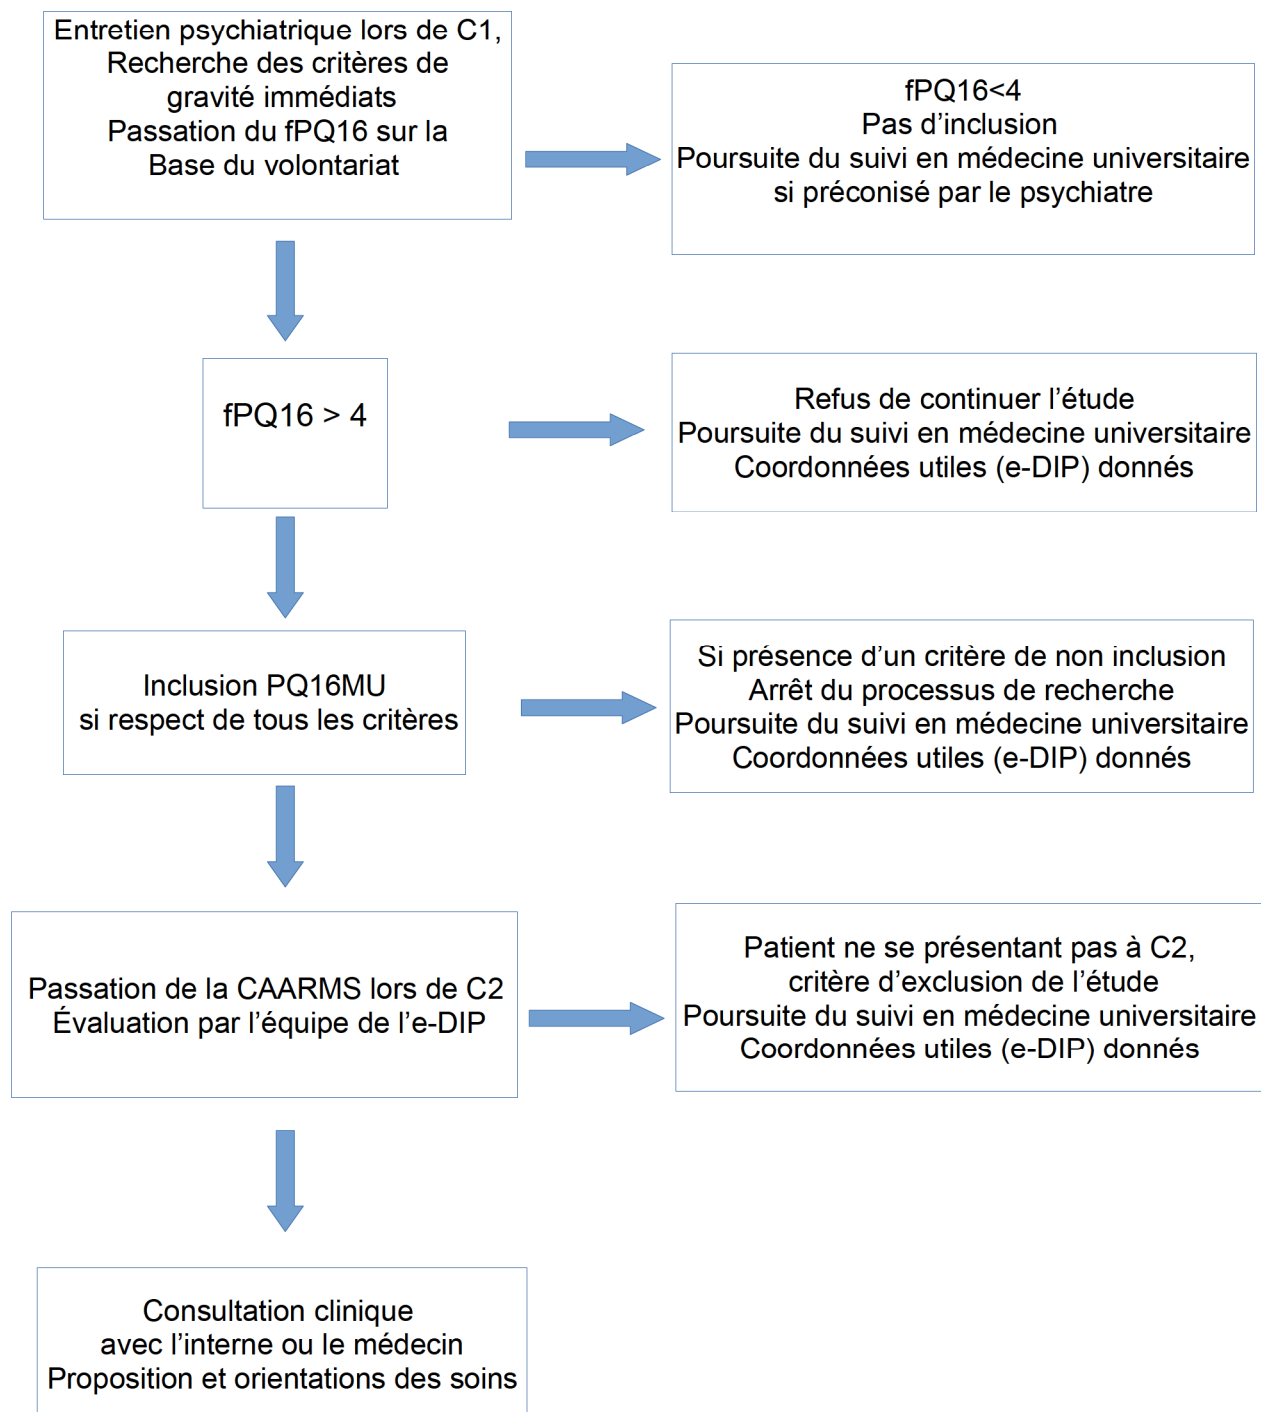 Entretien psychiatrique lors de C1,
Recherche des critères de
gravité immédiats
Passation du fPQ16 sur la
Base du volontariat
fPQ16<4
Pas d’inclusion
Poursuite du suivi en médecine universitaire
si préconisé par le psychiatre
fPQ16 > 4
Refus de continuer l’étude
Poursuite du suivi en médecine universitaire
Coordonnées utiles (e-DIP) donnés
Inclusion PQ16MU
si respect de tous les critères
Si présence d’un critère de non inclusion
Arrêt du processus de recherche
Poursuite du suivi en médecine universitaire
Coordonnées utiles (e-DIP) donnés
Passation de la CAARMS lors de C2
Évaluation par l’équipe de l’e-DIP
Patient ne se présentant pas à C2,
critère d’exclusion de l’étude
Poursuite du suivi en médecine universitaire
Coordonnées utiles (e-DIP) donnés
Consultation clinique
avec l’interne ou le médecin
Proposition et orientations des soins